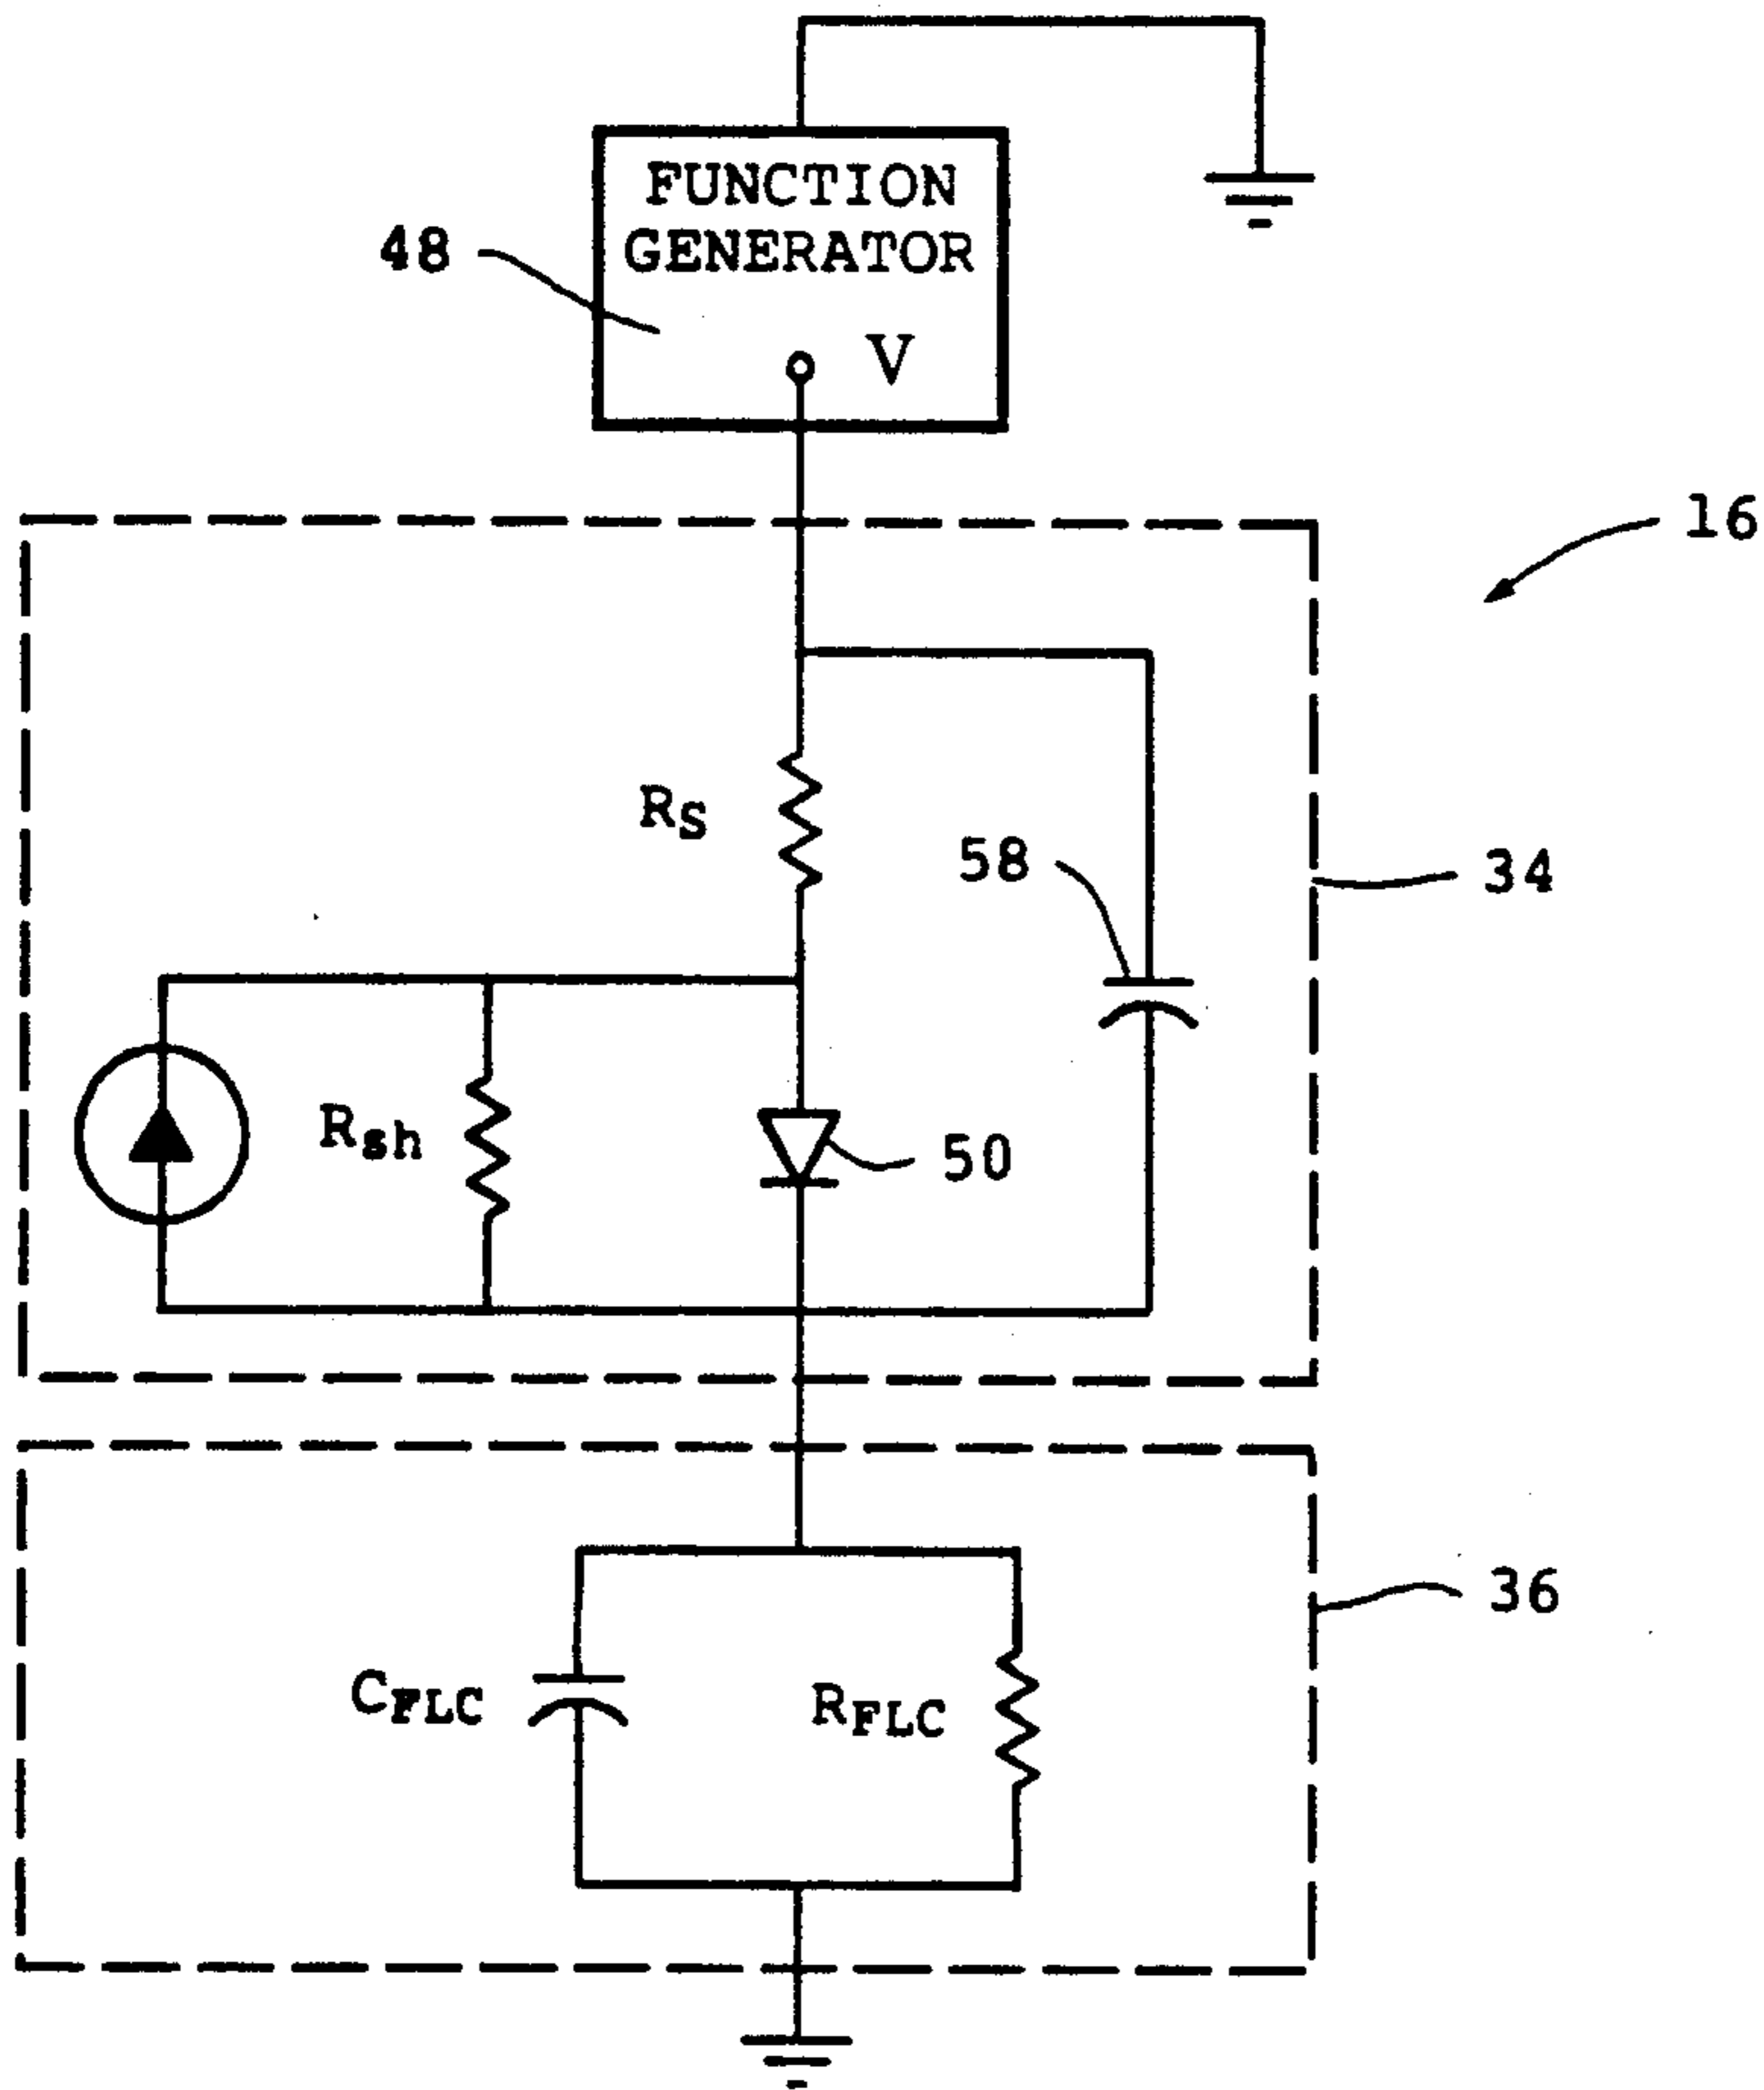 FUNCTION
GENERATOR
48
V
16
RS
58
34
Rsh
50
CFLC
RFLC
36